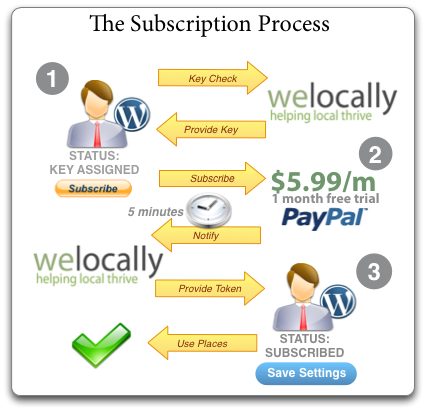 The Subscription Process
1
Key Check
welocally
helping local thrive
Provide Key
STATUS:
KEY ASSIGNED
Subscribe
2
Subscribe
$5.99/m
1 month free trial
PayPal™
5 minutes
Notify
welocally
helping local thrive
3
Provide Token
Use Places
STATUS:
SUBSCRIBED
Save Settings